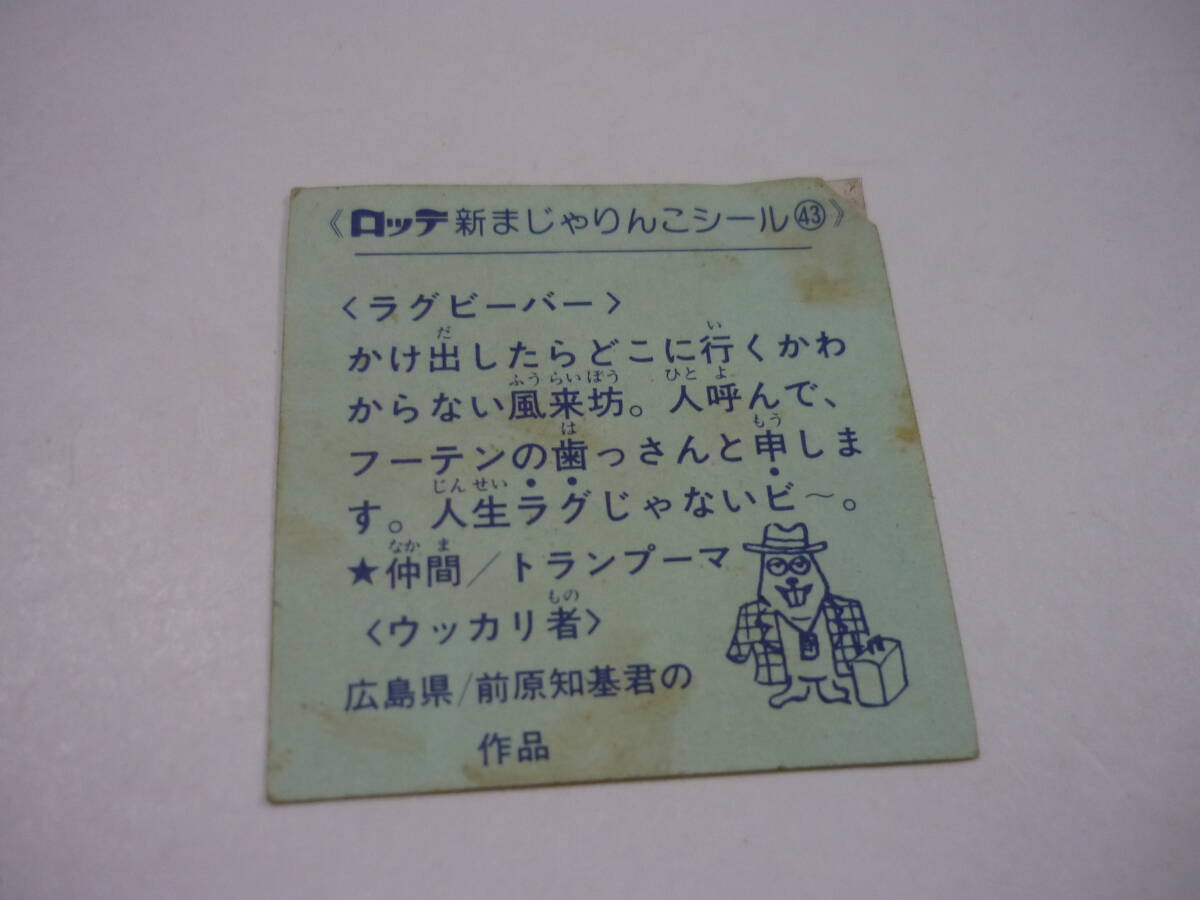 《ロッテ 新まじゃりんこシール㊸》
〈ラグビーバー〉
かけ出したらどこに行くかわ
からない風来坊。人呼んで、
フーテンの歯っさんと申しま
す。人生ラグじゃないビ〜。
★仲間／トランプーマ
〈ウッカリ者〉
広島県/前原知基君の
作品